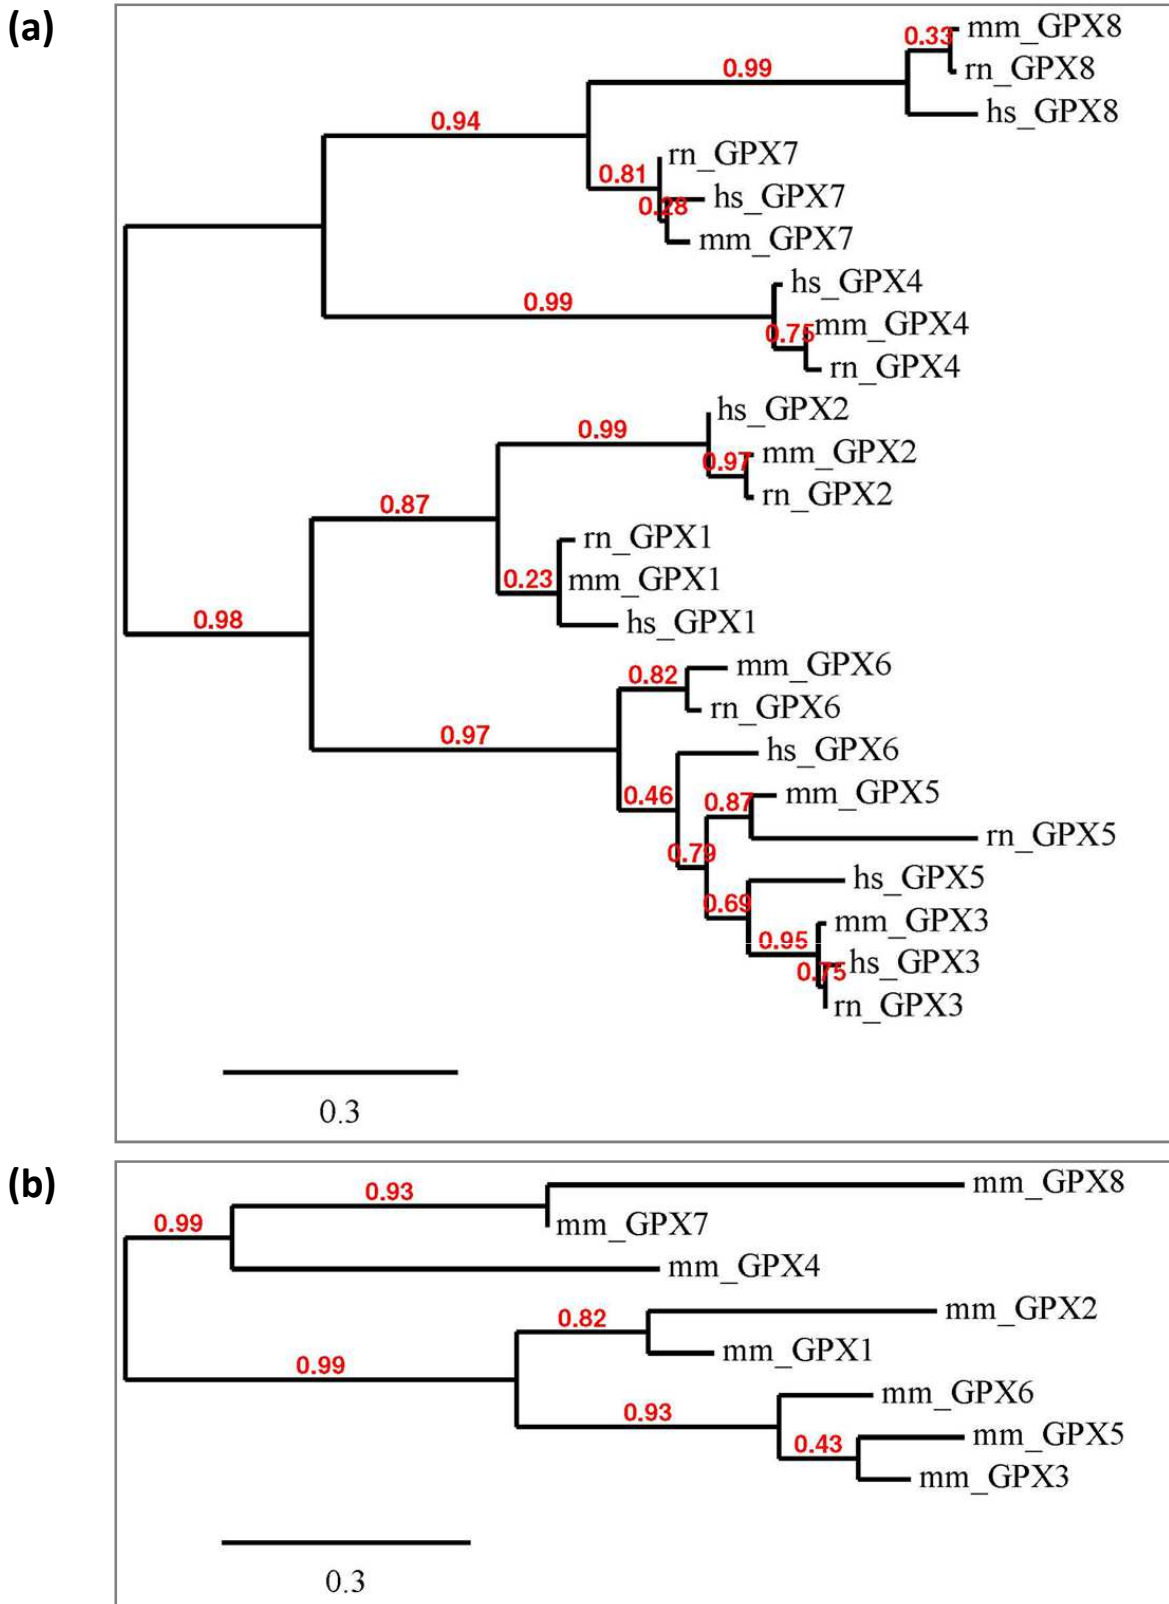 (a)
mm_GPX8
0.33
rn_GPX8
0.99
hs_GPX8
0.94
rn_GPX7
0.81
hs_GPX7
0.28
mm_GPX7
hs_GPX4
0.99
mm_GPX4
0.75
rn_GPX4
hs_GPX2
0.99
mm_GPX2
0.97
rn_GPX2
0.87
rn_GPX1
mm_GPX1
0.23
hs_GPX1
0.98
mm_GPX6
0.82
rn_GPX6
0.97
hs_GPX6
mm_GPX5
0.46
0.87
rn_GPX5
0.79
hs_GPX5
0.69
mm_GPX3
0.95
hs_GPX3
0.75
rn_GPX3
0.3
(b)
mm_GPX8
0.93
0.99
mm_GPX7
mm_GPX4
mm_GPX2
0.82
mm_GPX1
0.99
mm_GPX6
0.93
mm_GPX5
0.43
mm_GPX3
0.3